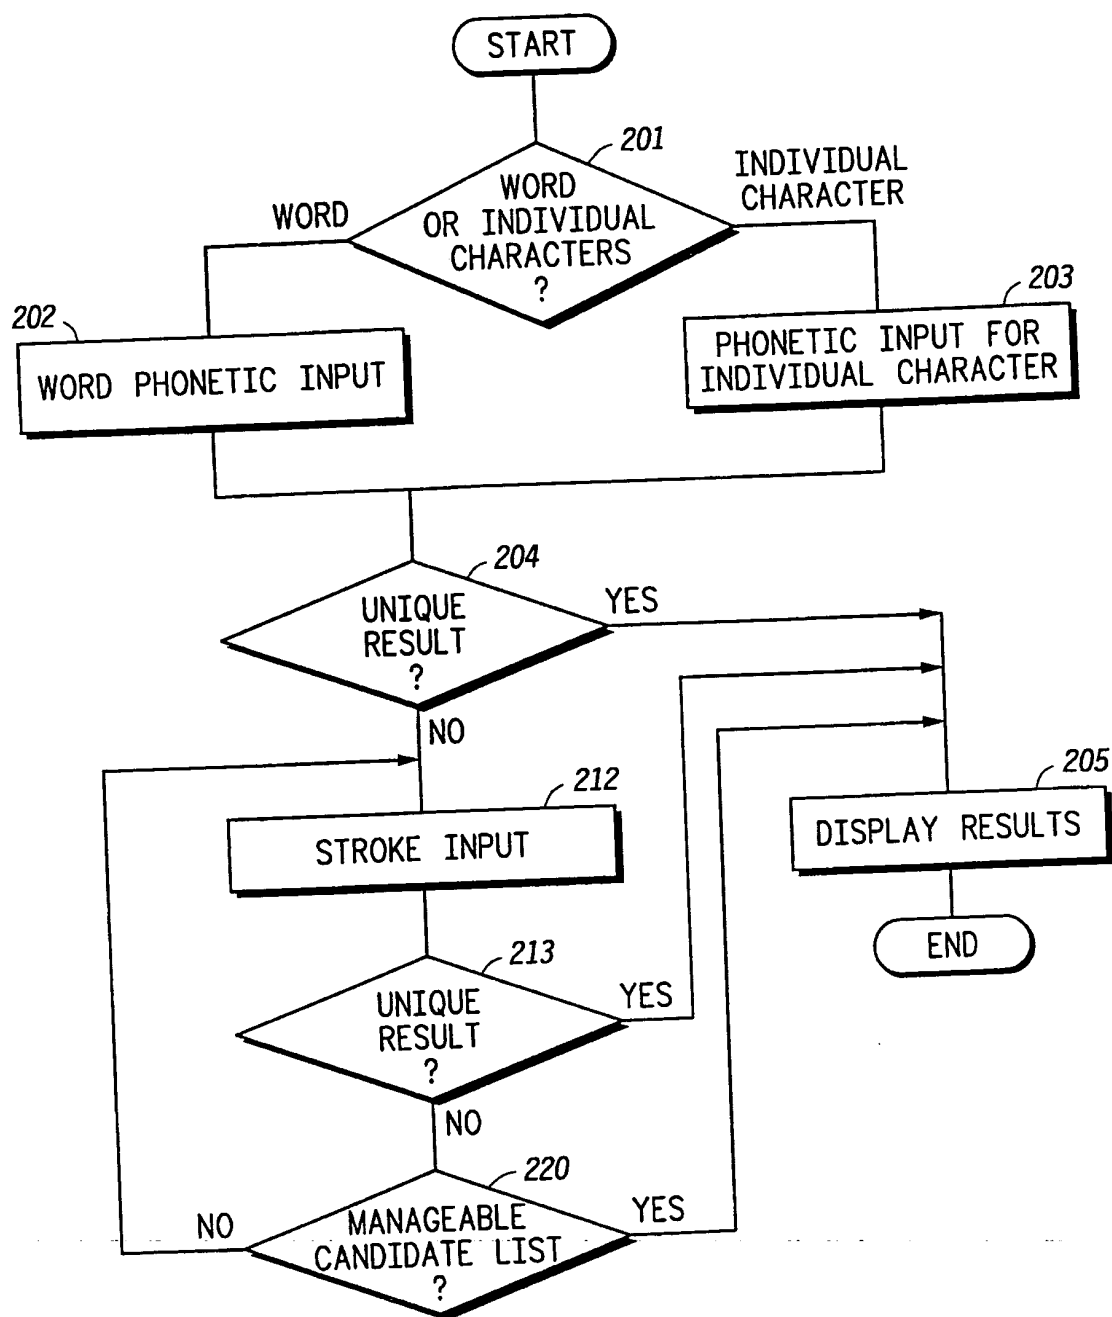 START
201
WORD
OR INDIVIDUAL
CHARACTERS
?
WORD
INDIVIDUAL
CHARACTER
202
WORD PHONETIC INPUT
203
PHONETIC INPUT FOR
INDIVIDUAL CHARACTER
204
UNIQUE
RESULT
?
YES
NO
212
STROKE INPUT
205
DISPLAY RESULTS
END
213
UNIQUE
RESULT
?
YES
NO
220
MANAGEABLE
CANDIDATE LIST
?
NO
YES